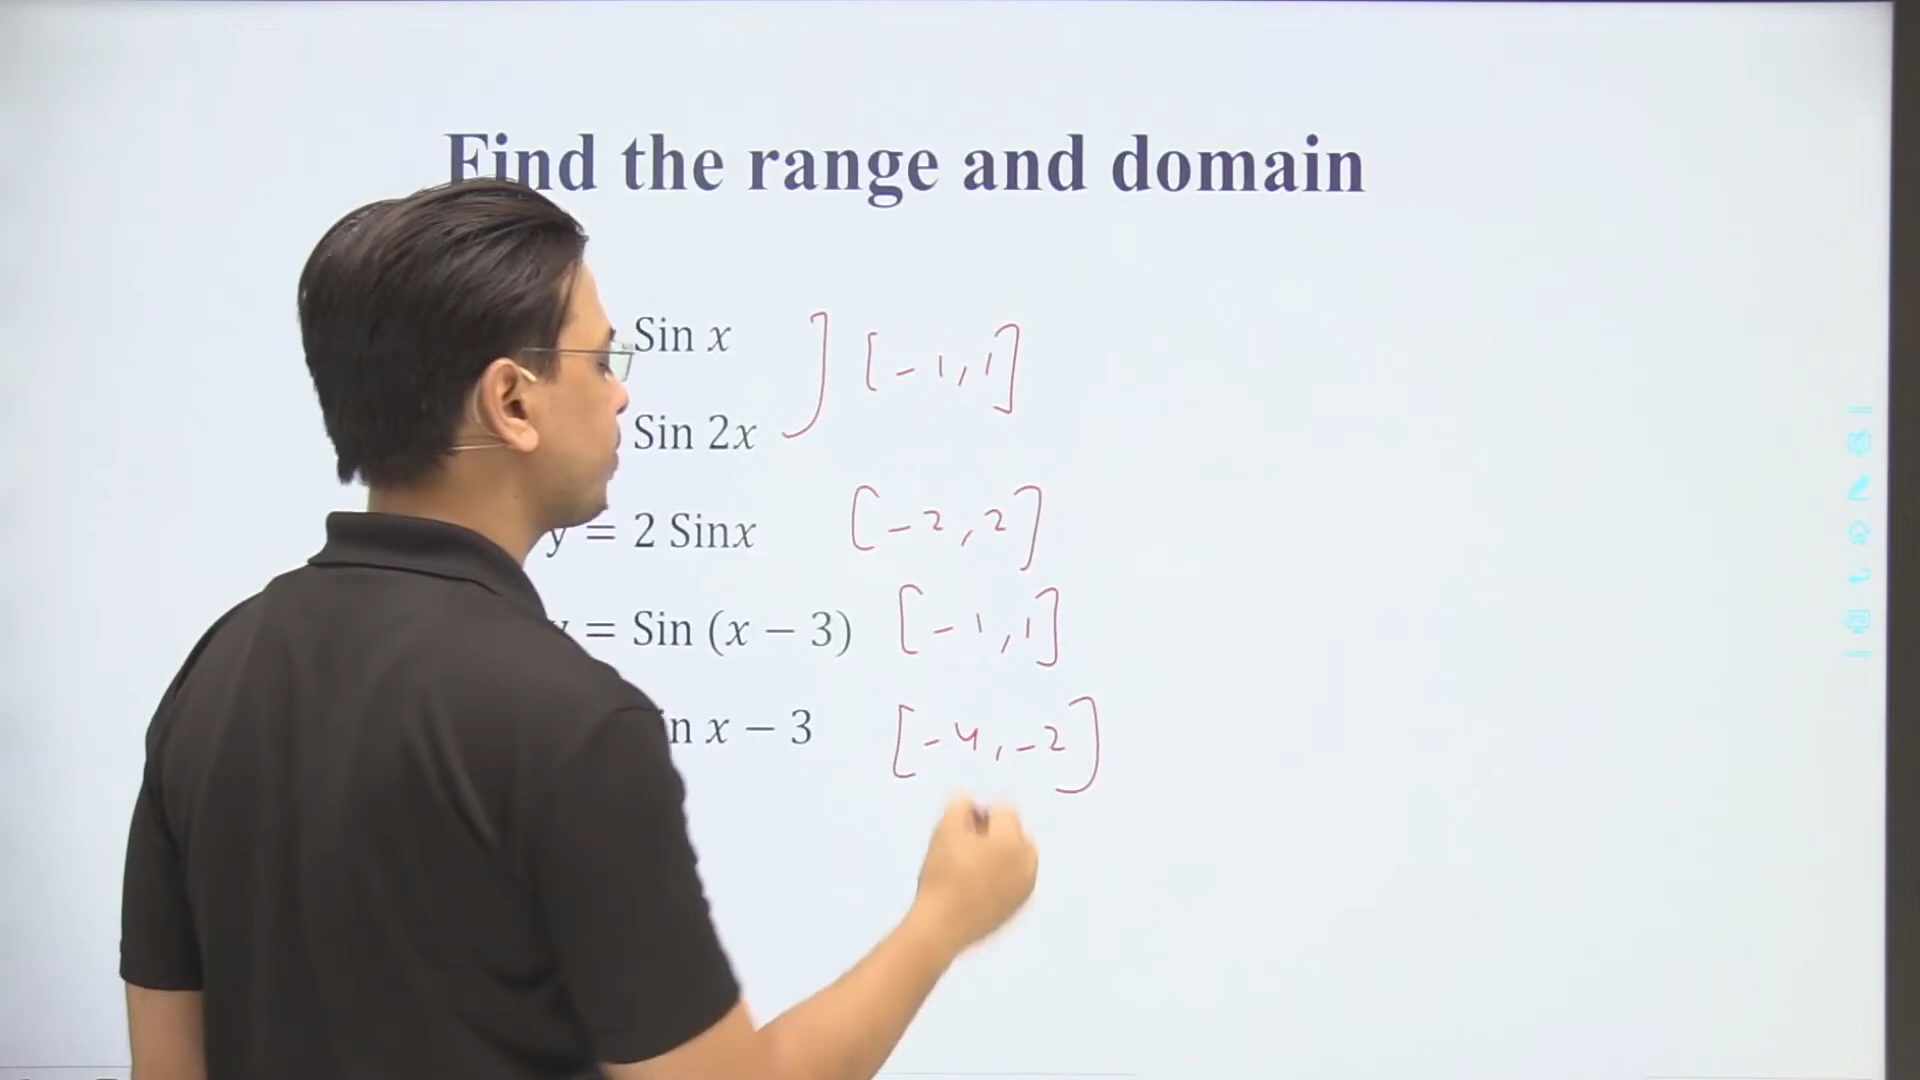 Find the range and domain
Sin x [-1,1]
Sin 2x
y = 2 Sinx [-2,2]
= Sin (x − 3) [-1,1]
x − 3 [-4,-2]